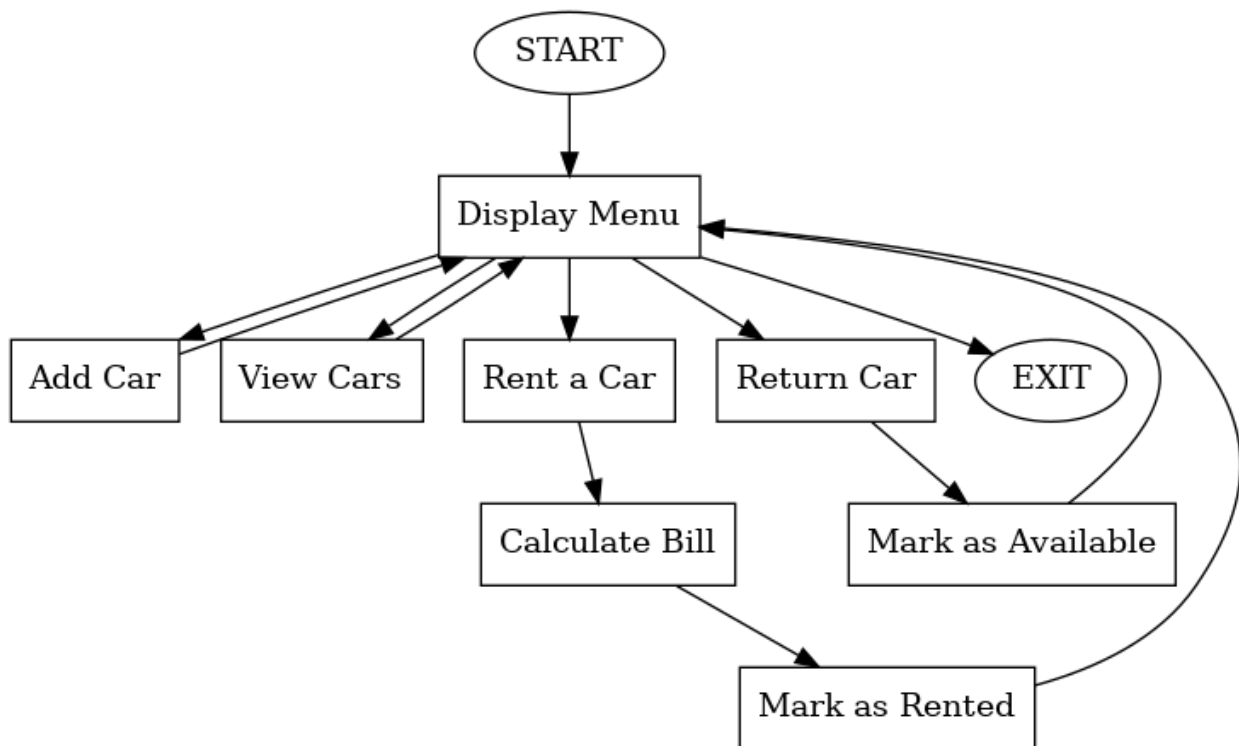 START
Display Menu
Add Car
View Cars
Rent a Car
Return Car
EXIT
Calculate Bill
Mark as Available
Mark as Rented